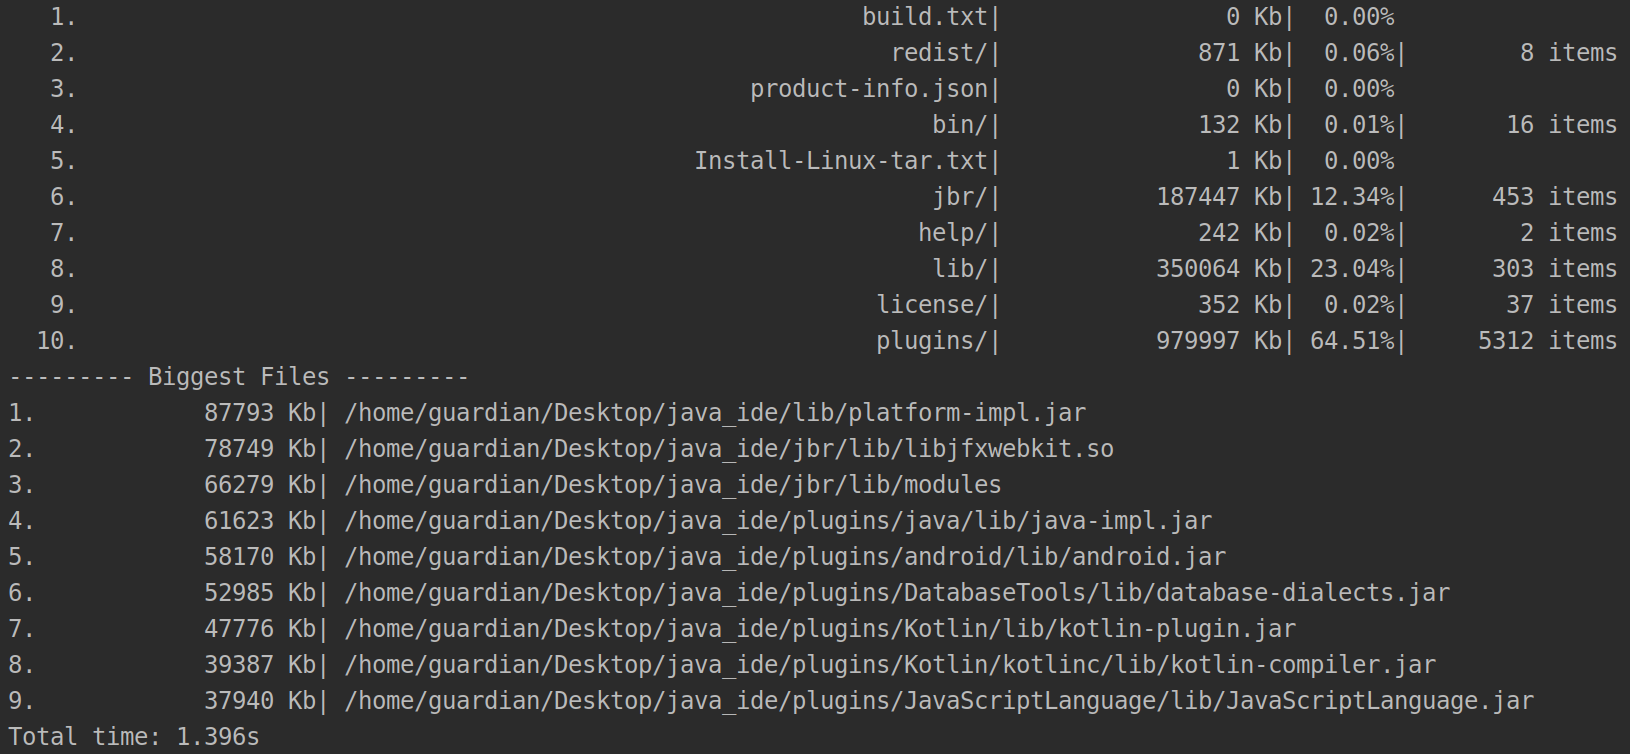 1. build.txt| 0 Kb| 0.00%
2. redist/| 871 Kb| 0.06%| 8 items
3. product-info.json| 0 Kb| 0.00%
4. bin/| 132 Kb| 0.01%| 16 items
5. Install-Linux-tar.txt| 1 Kb| 0.00%
6. jbr/| 187447 Kb| 12.34%| 453 items
7. help/| 242 Kb| 0.02%| 2 items
8. lib/| 350064 Kb| 23.04%| 303 items
9. license/| 352 Kb| 0.02%| 37 items
10. plugins/| 979997 Kb| 64.51%| 5312 items
--------- Biggest Files ---------
1. 87793 Kb| /home/guardian/Desktop/java_ide/lib/platform-impl.jar
2. 78749 Kb| /home/guardian/Desktop/java_ide/jbr/lib/libjfxwebkit.so
3. 66279 Kb| /home/guardian/Desktop/java_ide/jbr/lib/modules
4. 61623 Kb| /home/guardian/Desktop/java_ide/plugins/java/lib/java-impl.jar
5. 58170 Kb| /home/guardian/Desktop/java_ide/plugins/android/lib/android.jar
6. 52985 Kb| /home/guardian/Desktop/java_ide/plugins/DatabaseTools/lib/database-dialects.jar
7. 47776 Kb| /home/guardian/Desktop/java_ide/plugins/Kotlin/lib/kotlin-plugin.jar
8. 39387 Kb| /home/guardian/Desktop/java_ide/plugins/Kotlin/kotlinc/lib/kotlin-compiler.jar
9. 37940 Kb| /home/guardian/Desktop/java_ide/plugins/JavaScriptLanguage/lib/JavaScriptLanguage.jar
Total time: 1.396s